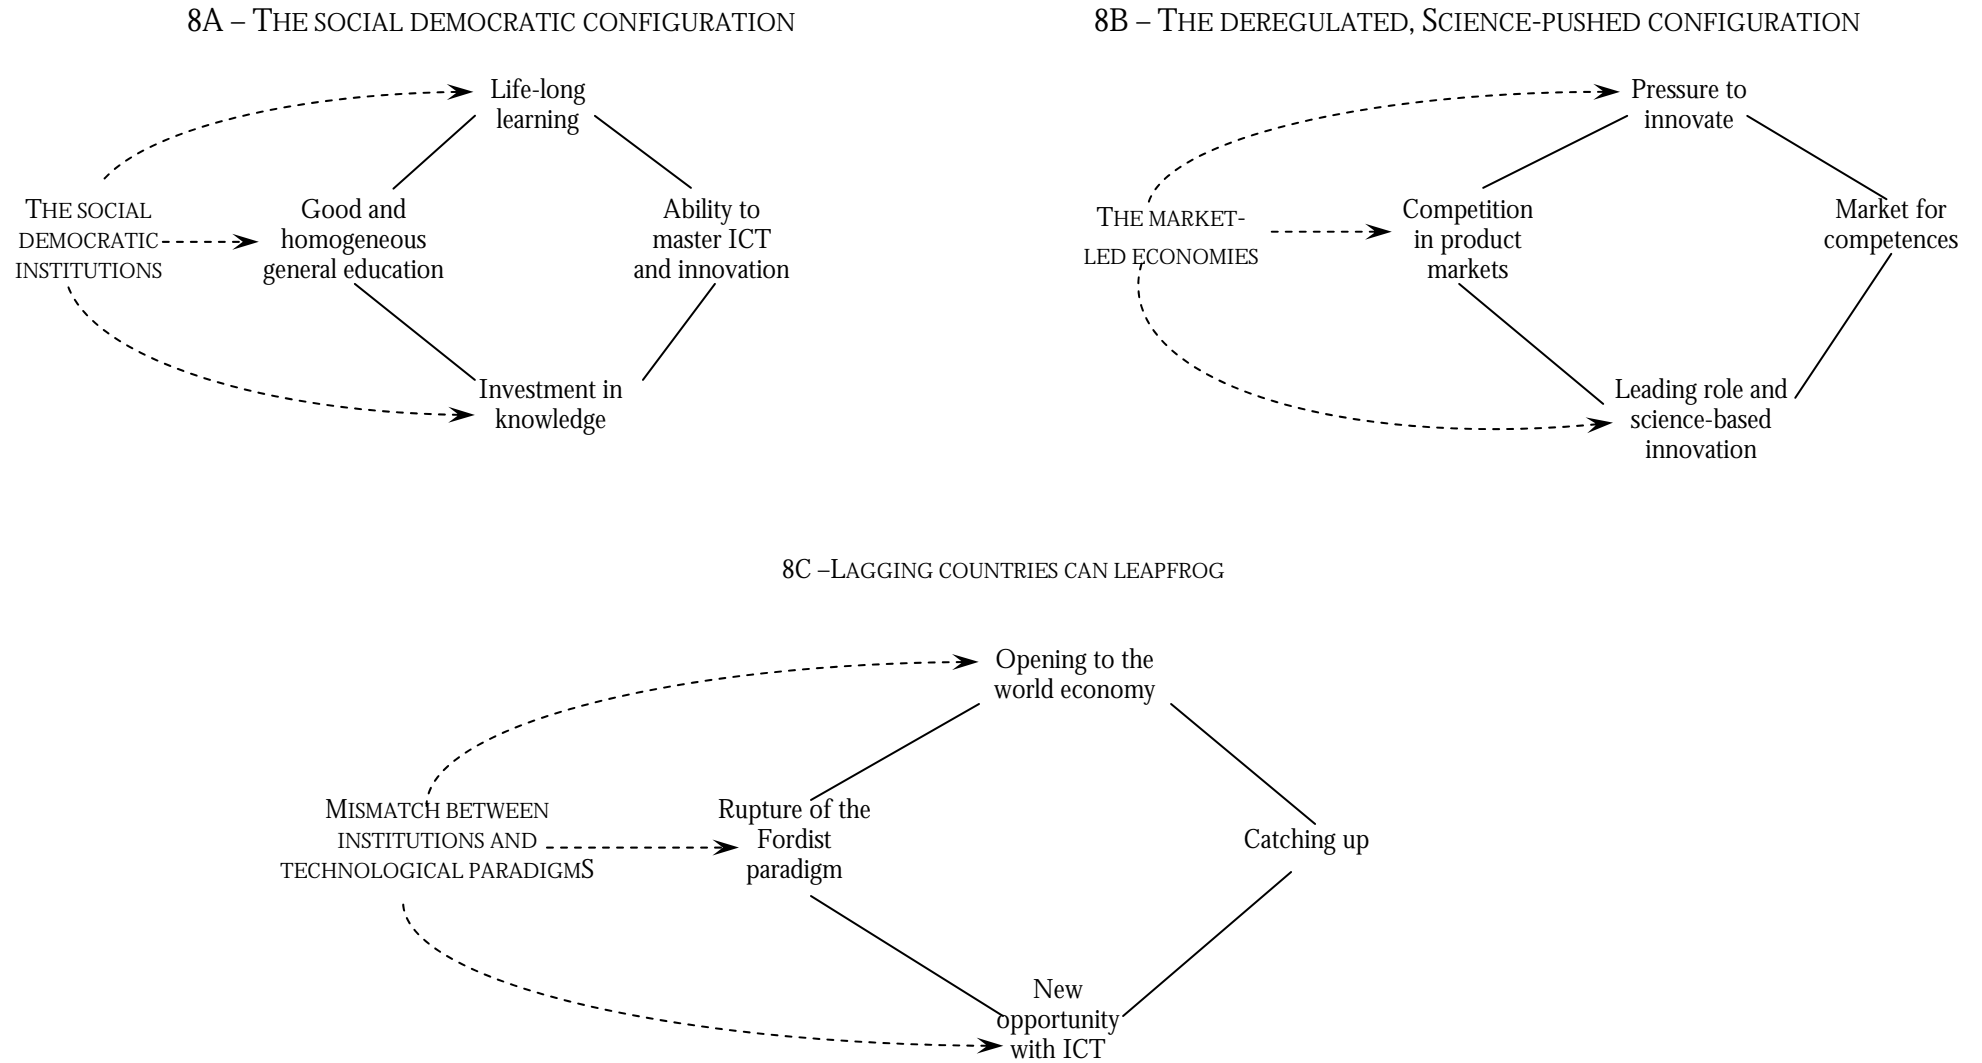 8A – THE SOCIAL DEMOCRATIC CONFIGURATION
Life-long
learning
THE SOCIAL
DEMOCRATIC
INSTITUTIONS
Good and
homogeneous
general education
Ability to
master ICT
and innovation
Investment in
knowledge
8B – THE DEREGULATED, SCIENCE-PUSHED CONFIGURATION
Pressure to
innovate
THE MARKET-
LED ECONOMIES
Competition
in product
markets
Market for
competences
Leading role and
science-based
innovation
8C –LAGGING COUNTRIES CAN LEAPFROG
Opening to the
world economy
MISMATCH BETWEEN
INSTITUTIONS AND
TECHNOLOGICAL PARADIGMS
Rupture of the
Fordist
paradigm
Catching up
New
opportunity
with ICT